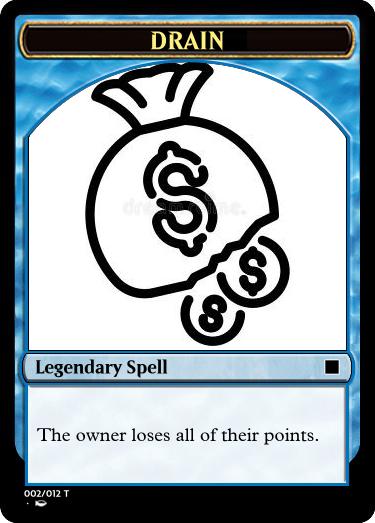 DRAIN
$
$
$
Legendary Spell
The owner loses all of their points.
002/012 T